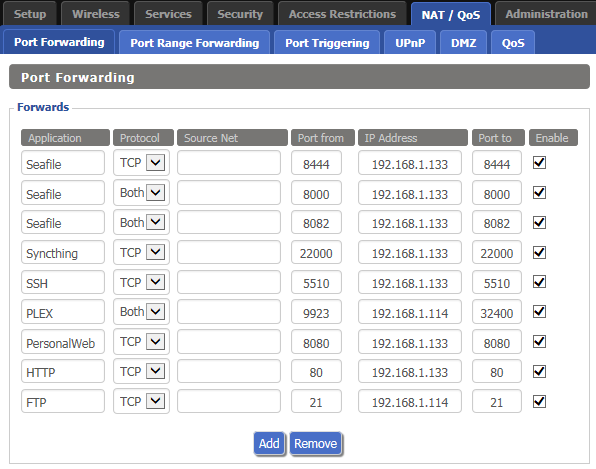 Setup Wireless Services Security Access Restrictions NAT / QoS Administration
Port Forwarding Port Range Forwarding Port Triggering UPnP DMZ QoS
Port Forwarding
Forwards
Application Protocol Source Net Port from IP Address Port to Enable
Seafile TCP 8444 192.168.1.133 8444
Seafile Both 8000 192.168.1.133 8000
Seafile Both 8082 192.168.1.133 8082
Syncthing TCP 22000 192.168.1.133 22000
SSH TCP 5510 192.168.1.133 5510
PLEX Both 9923 192.168.1.114 32400
PersonalWeb TCP 8080 192.168.1.133 8080
HTTP TCP 80 192.168.1.133 80
FTP TCP 21 192.168.1.114 21
Add Remove